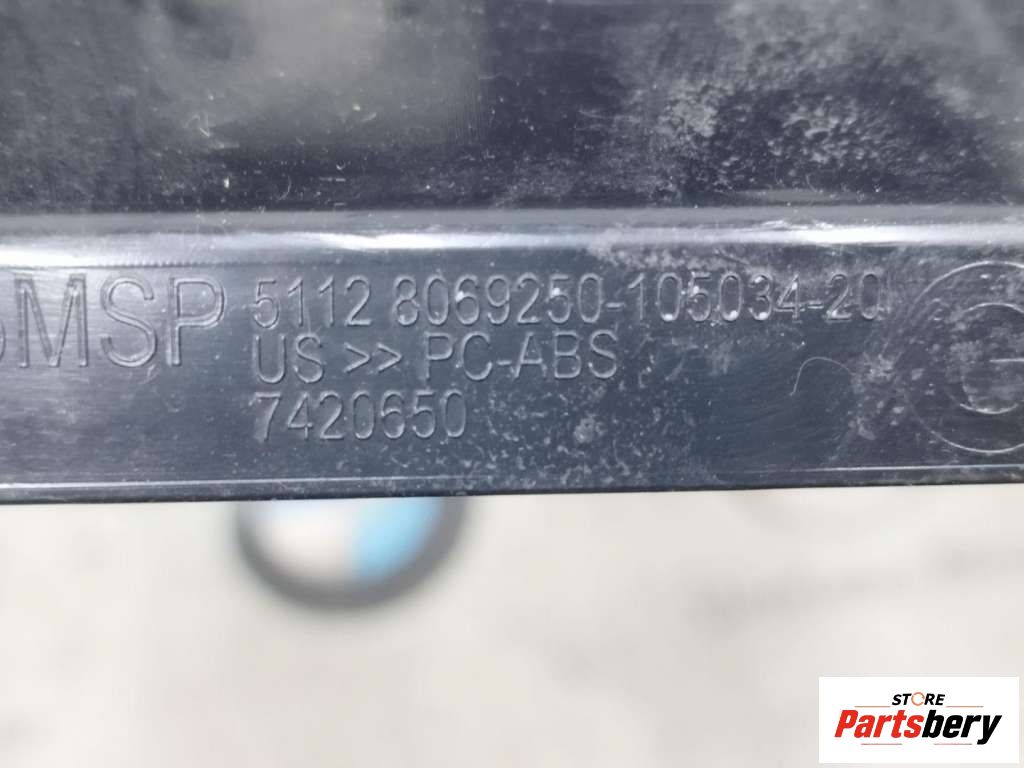 MSP
5112 8069250-105034-20
US >> PC-ABS
7420650
G
STORE
Partsbery